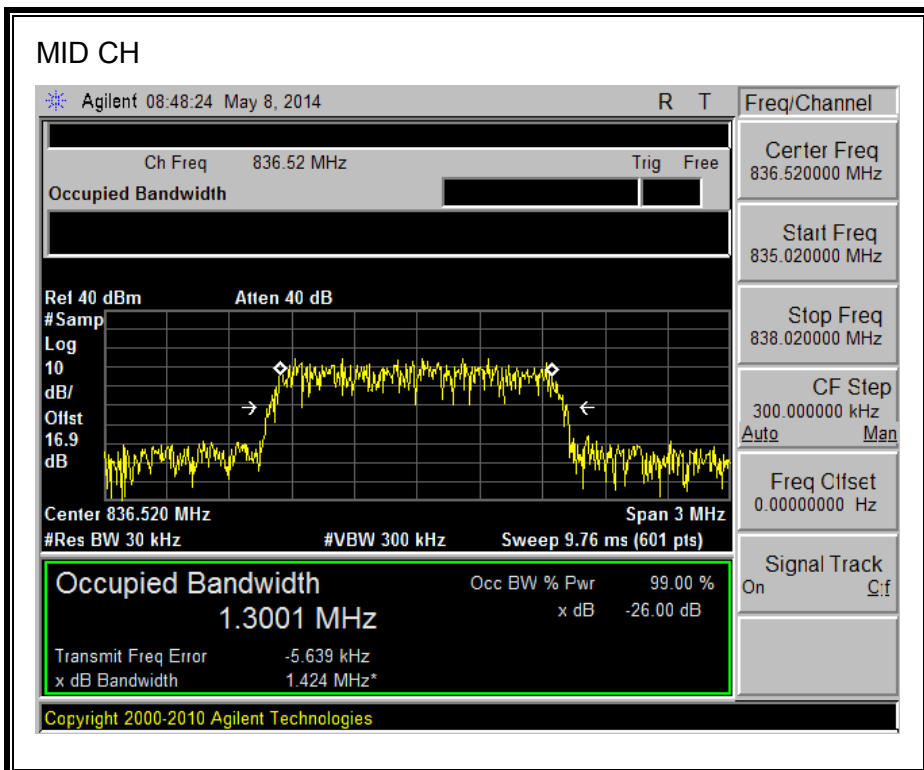 MID CH
Agilent 08:48:24 May 8, 2014 R T
Freq/Channel
Ch Freq 836.52 MHz Trig Free
Occupied Bandwidth
Center Freq
836.520000 MHz
Start Freq
835.020000 MHz
Stop Freq
838.020000 MHz
CF Step
300.000000 kHz
Auto Man
Freq Offset
0.00000000 Hz
Signal Track
On Off
Ref 40 dBm Atten 40 dB
#Samp
Log
10
dB/
Offst
16.9
dB
Center 836.520 MHz Span 3 MHz
#Res BW 30 kHz #VBW 300 kHz Sweep 9.76 ms (601 pts)
Occupied Bandwidth
1.3001 MHz
Occ BW % Pwr 99.00 %
x dB -26.00 dB
Transmit Freq Error -5.639 kHz
x dB Bandwidth 1.424 MHz*
Copyright 2000-2010 Agilent Technologies